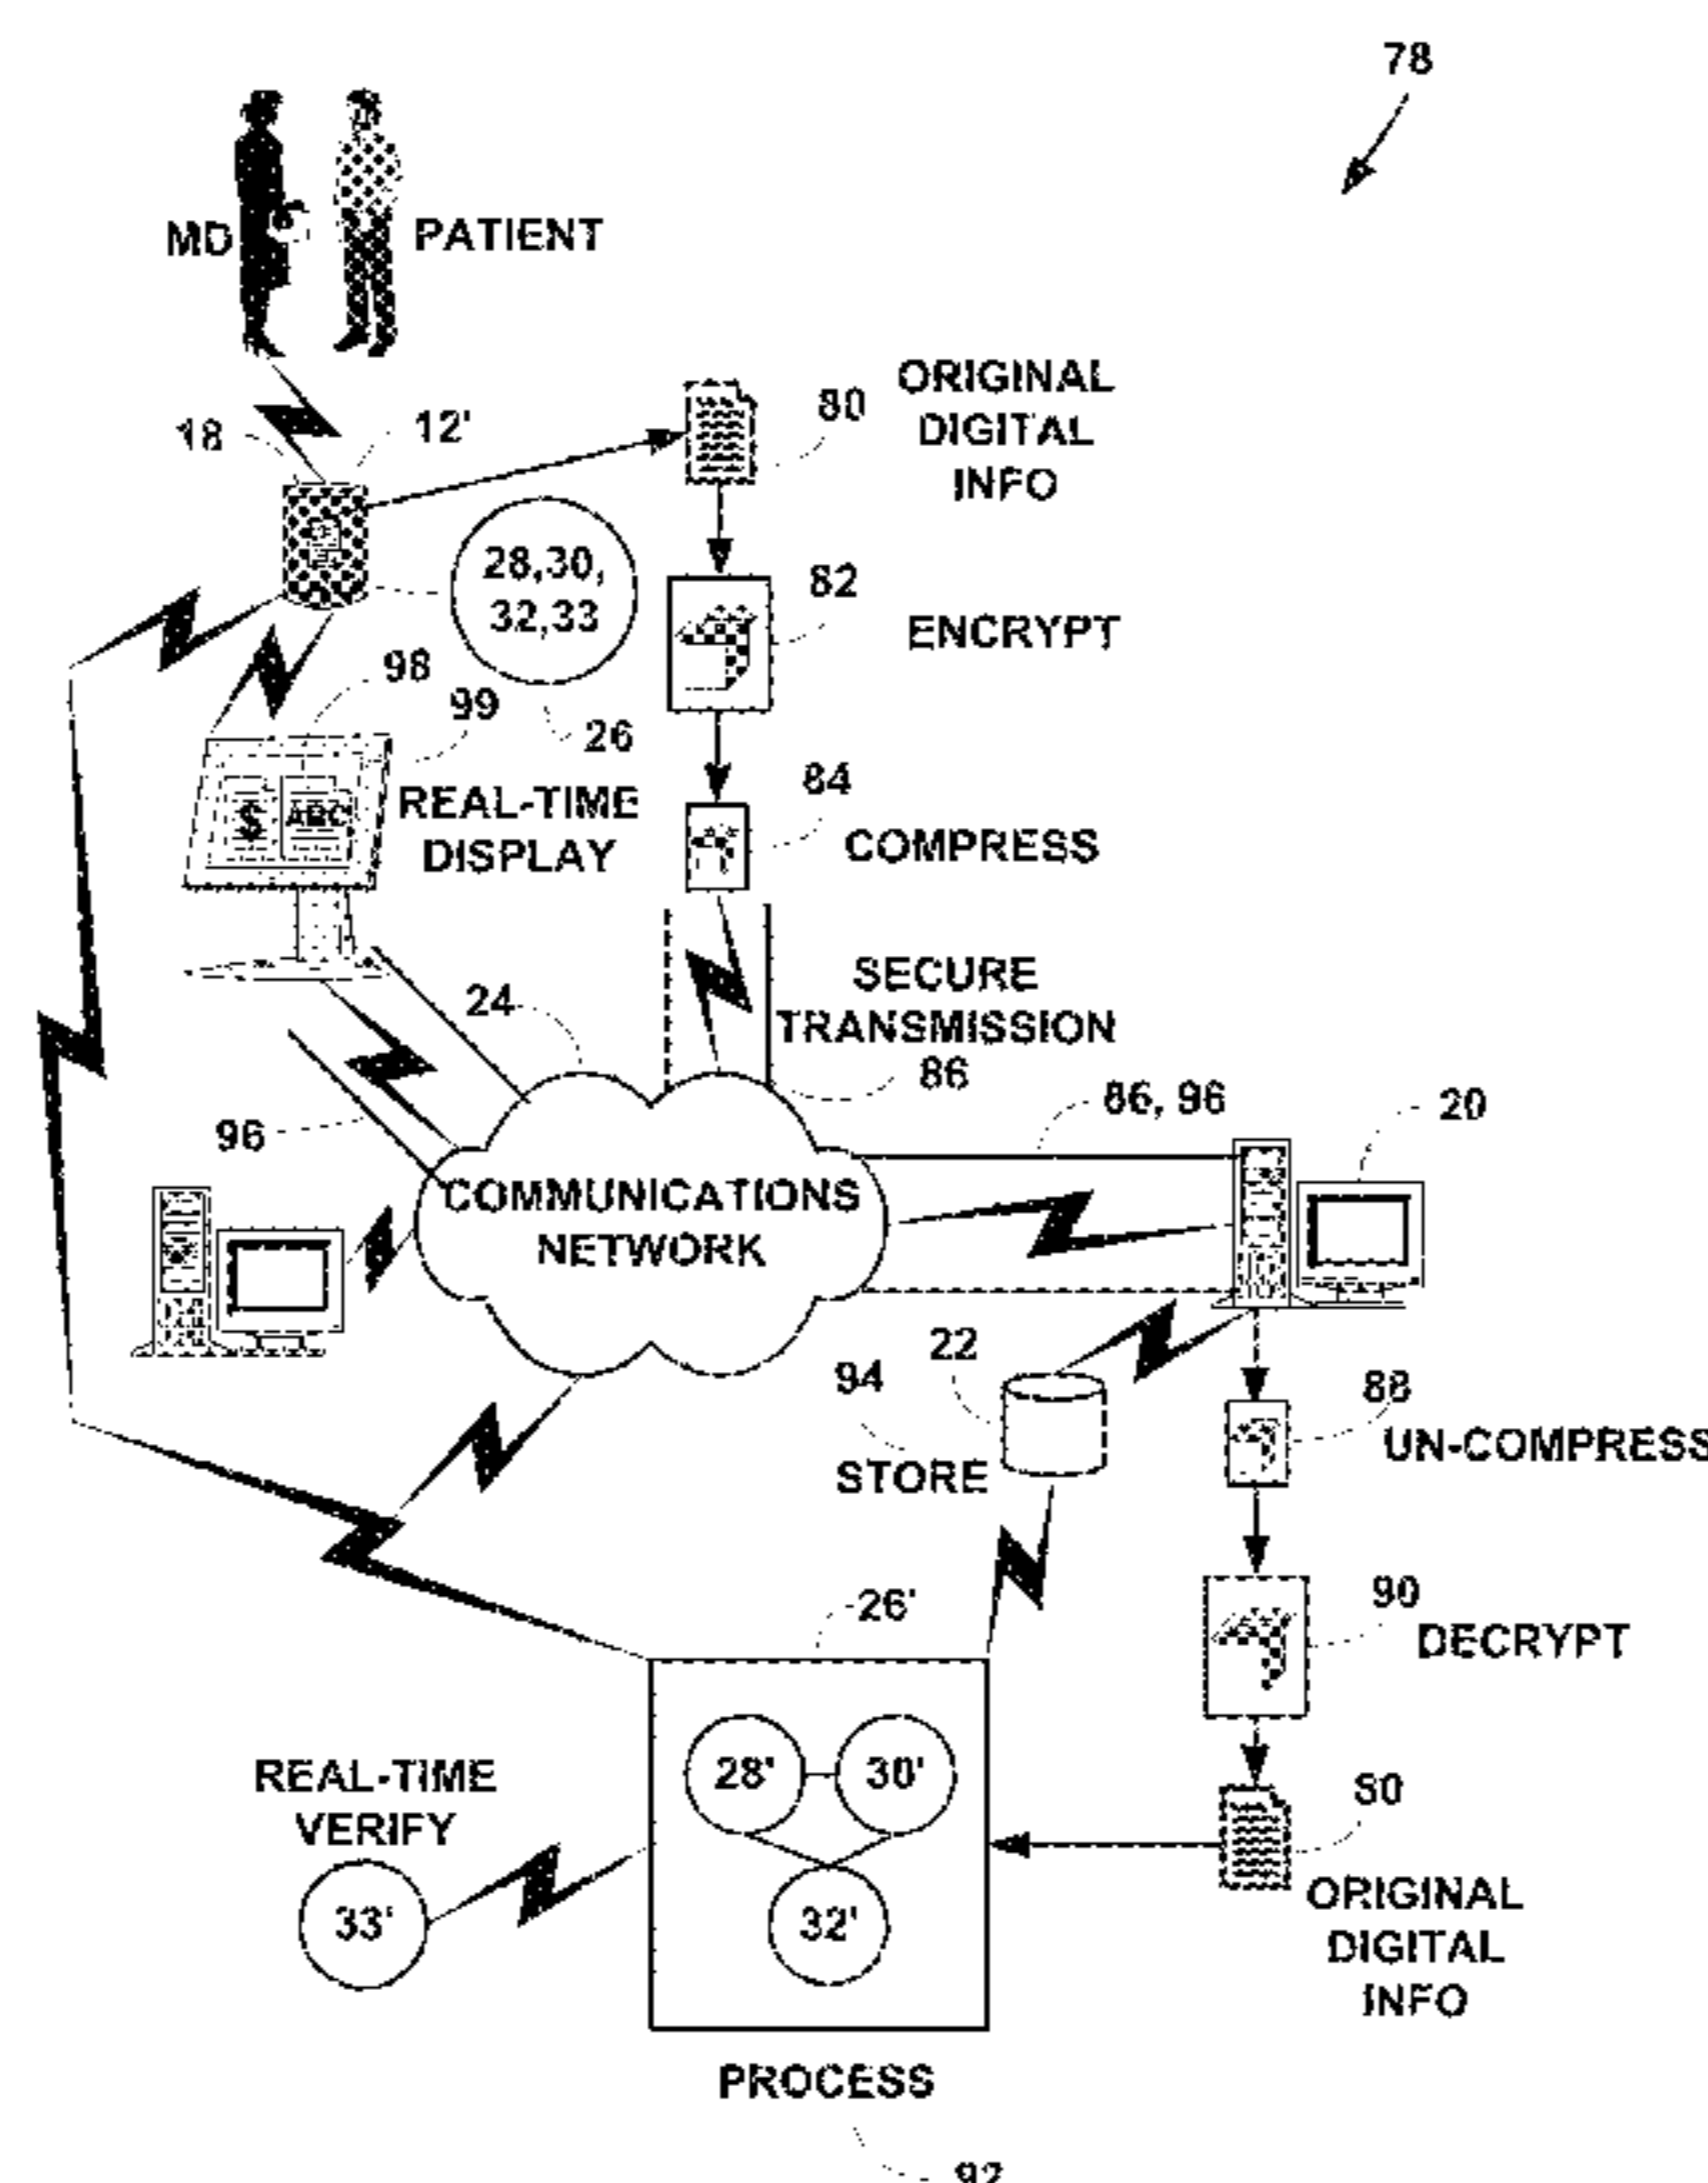 78
MD
PATIENT
18
12'
80
ORIGINAL
DIGITAL
INFO
28,30,
32,33
82
ENCRYPT
98
99
26
84
$
ABC
REAL-TIME
DISPLAY
COMPRESS
24
SECURE
TRANSMISSION
86
86, 96
20
96
COMMUNICATIONS
NETWORK
22
94
88
STORE
UN-COMPRESS
90
26'
DECRYPT
28'
30'
REAL-TIME
VERIFY
80
33'
32'
ORIGINAL
DIGITAL
INFO
PROCESS
92